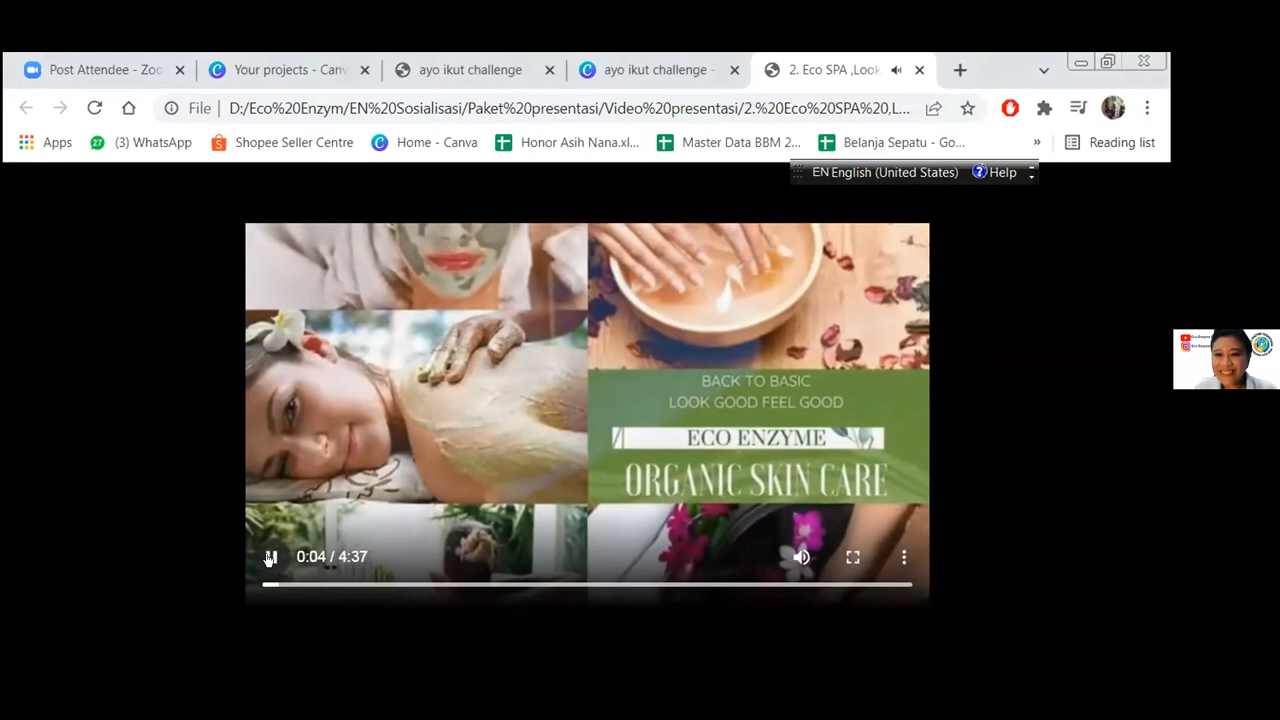 Post Attendee - Zoo
Your projects - Canv
ayo ikut challenge
ayo ikut challenge -
2. Eco SPA ,Look
File
D:/Eco%20Enzym/EN%20Sosialisasi/Paket%20presentasi/Video%20presentasi/2.%20Eco%20SPA%20,L...
Apps
27
(3) WhatsApp
Shopee Seller Centre
Home - Canva
Honor Asih Nana.xl...
Master Data BBM 2...
Belanja Sepatu - Go...
»
Reading list
EN English (United States)
Help
BACK TO BASIC
LOOK GOOD FEEL GOOD
ECO ENZYME
ORGANIC SKIN CARE
0:04 / 4:37